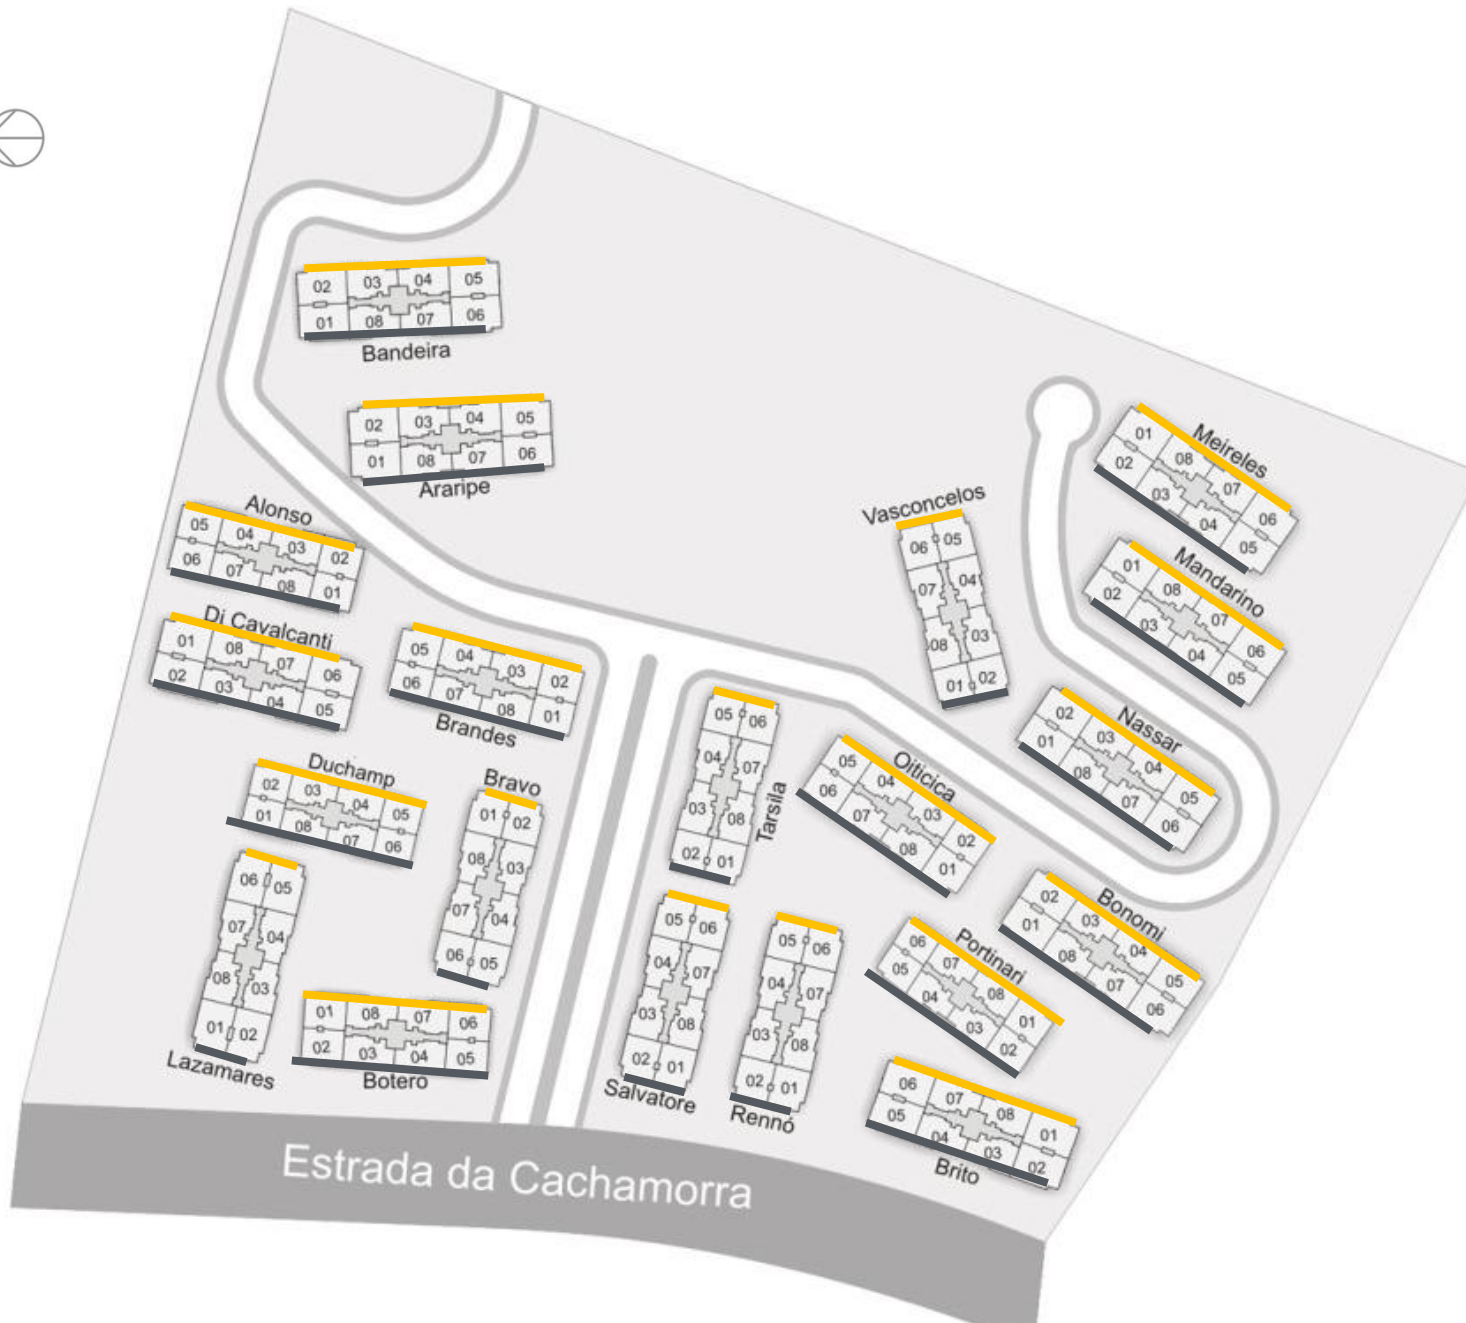 02 03 04 05
01 08 07 06
Bandeira
02 03 04 05
01 08 07 06
Araripe
Alonso
05 04 03 02
06 07 08 01
Di Cavalcanti
01 08 07 06
02 03 04 05
05 04 03 02
06 07 08 01
Brandes
Duchamp
02 03 04 05
01 08 07 06
Bravo
01 02
08 03
07 04
06 05
06 05
07 04
08 03
01 02
Lazamares
01 08 07 06
02 03 04 05
Botero
05 06
04 07
03 08
02 01
Tarsila
05 06
04 07
03 08
02 01
Salvatore
05 06
04 07
03 08
02 01
Rennó
Vasconcelos
06 05
07 04
08 03
01 02
Meireles
01 08 07 06
02 03 04 05
Mandarino
01 08 07 06
02 03 04 05
Nassar
02 03 04 05
01 08 07 06
Oiticica
05 04 03 02
06 07 08 01
Bonomi
02 03 04 05
01 08 07 06
Portinari
06 07 08 01
05 04 03 02
06 07 08 01
05 04 03 02
Brito
Estrada da Cachamorra